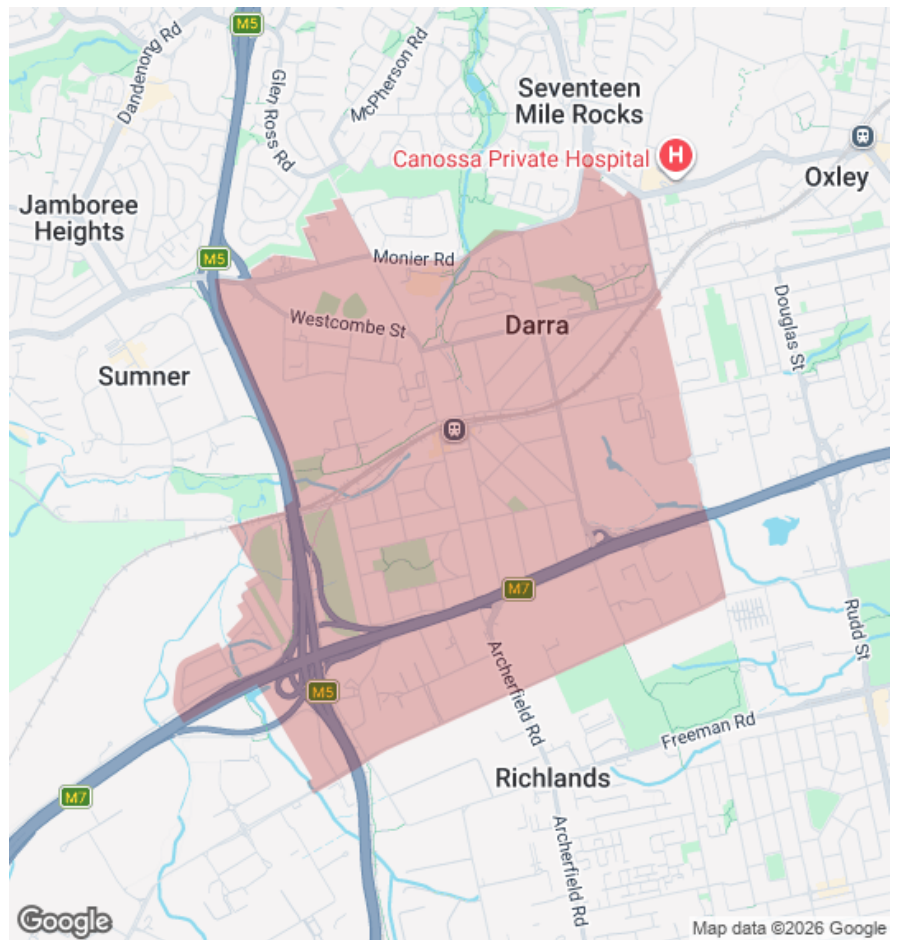 M5
Dandenong Rd
Glen Ross Rd
McPherson Rd
Seventeen
Mile Rocks
Canossa Private Hospital
H
Oxley
Jamboree
Heights
M5
Monier Rd
Westcombe St
Darra
Douglas St
Sumner
M7
Rudd St
M5
Archerfield Rd
Freeman Rd
Richlands
M7
Archerfield Rd
Google
Map data ©2026 Google